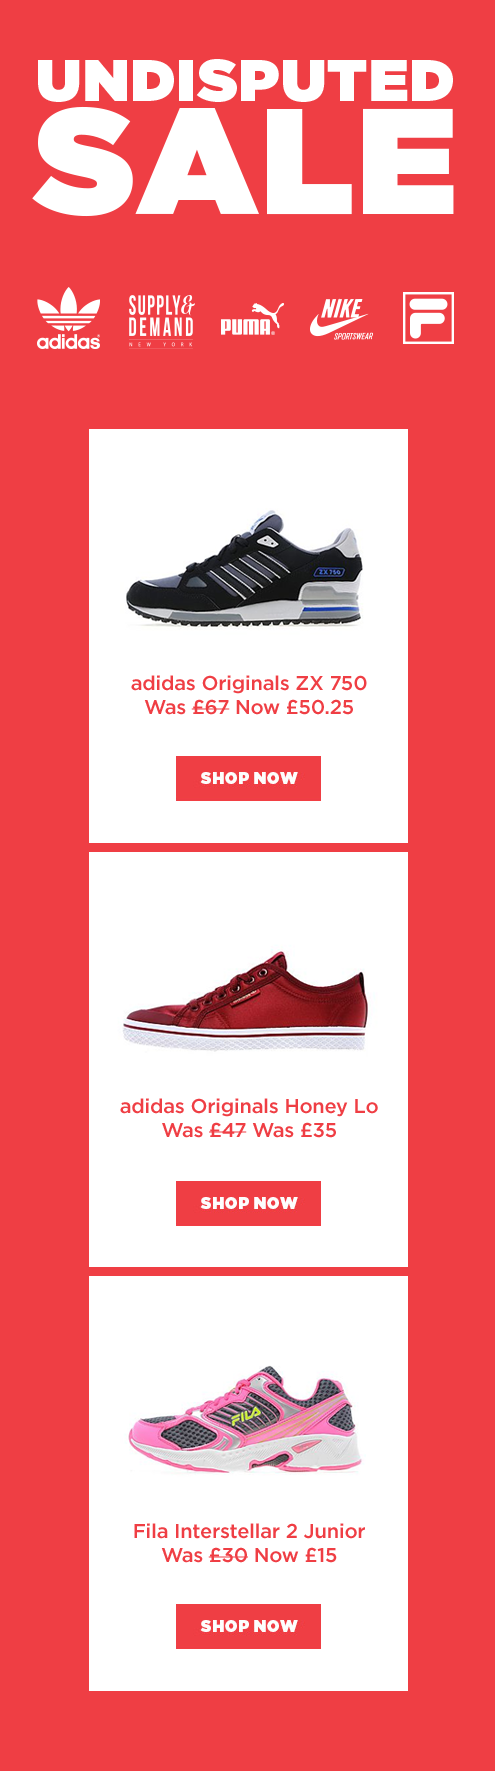 UNDISPUTED
SALE
adidas
SUPPLY&
DEMAND
NEW YORK
PUMA
NIKE
SPORTSWEAR
F
ZX 750
adidas Originals ZX 750
Was £67 Now £50.25
SHOP NOW
adidas Originals Honey Lo
Was £47 Was £35
SHOP NOW
FILA
Fila Interstellar 2 Junior
Was £30 Now £15
SHOP NOW